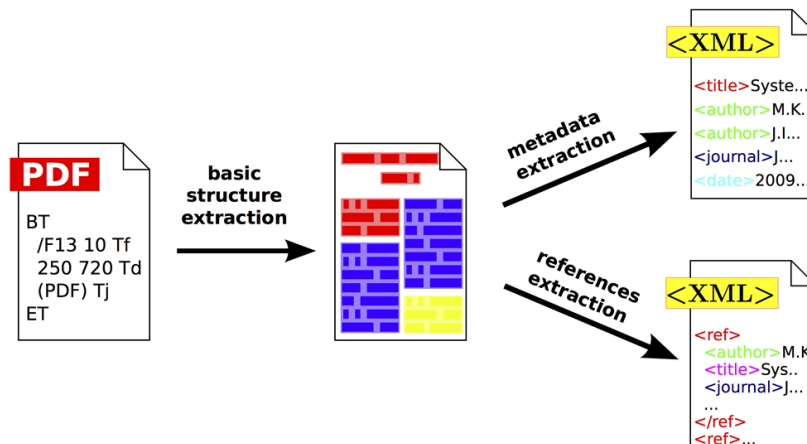 PDF
BT
/F13 10 Tf
250 720 Td
(PDF) Tj
ET
basic
structure
extraction
metadata
extraction
references
extraction
<XML>
<title>Syste...
<author>M.K.
<author>J.I...
<journal>J...
<date>2009...
<XML>
<ref>
<author>M.K
<title>Sys..
<journal>J...
...
</ref>
<ref>...